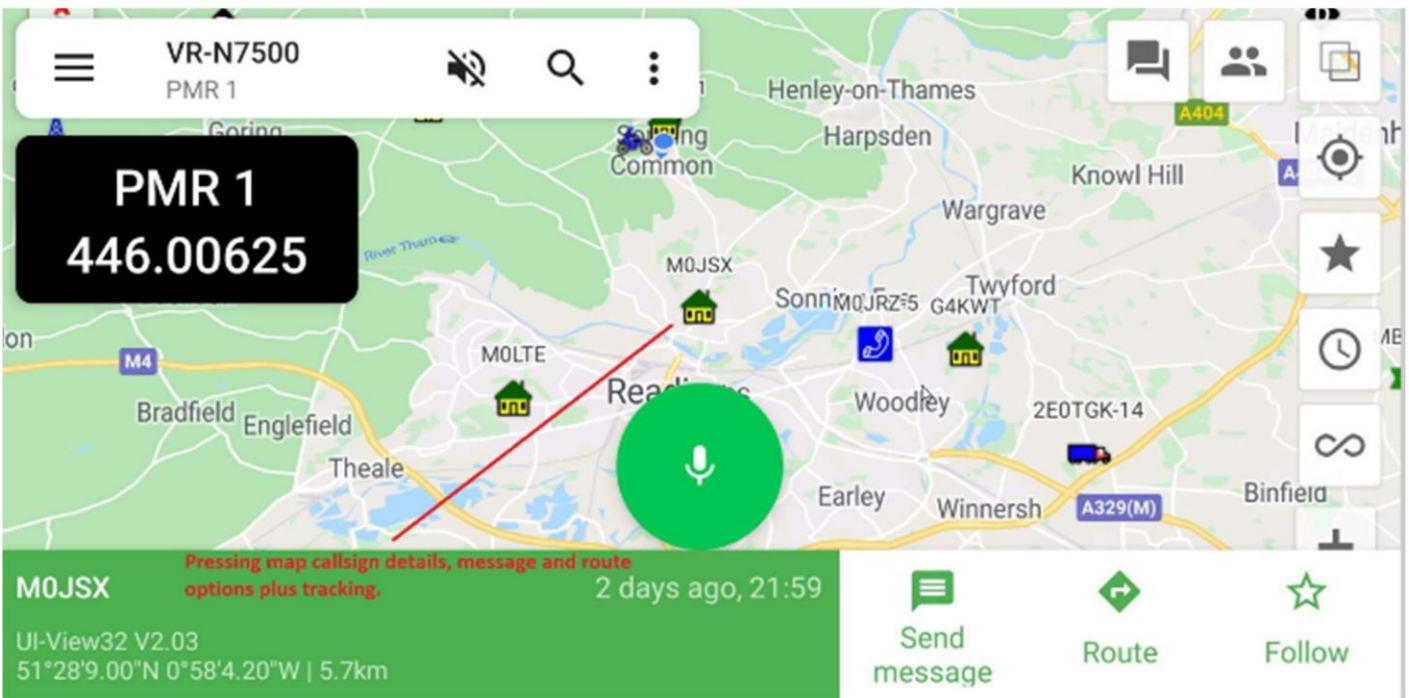 VR-N7500
PMR 1
PMR 1
446.00625
Goring
Common
Henley-on-Thames
Harpsden
A404
Knowl Hill
Wargrave
River
M0JSX
Twyford
M0JRZ-5
G4KWT
M4
M0LTE
Bradfield
Englefield
Woodley
2E0TGK-14
Theale
Earley
Winnersh
A329(M)
Binfield
Pressing map callsign details, message and route
options plus tracking.
M0JSX
2 days ago, 21:59
UI-View32 V2.03
51°28'9.00"N 0°58'4.20"W | 5.7km
Send
message
Route
Follow